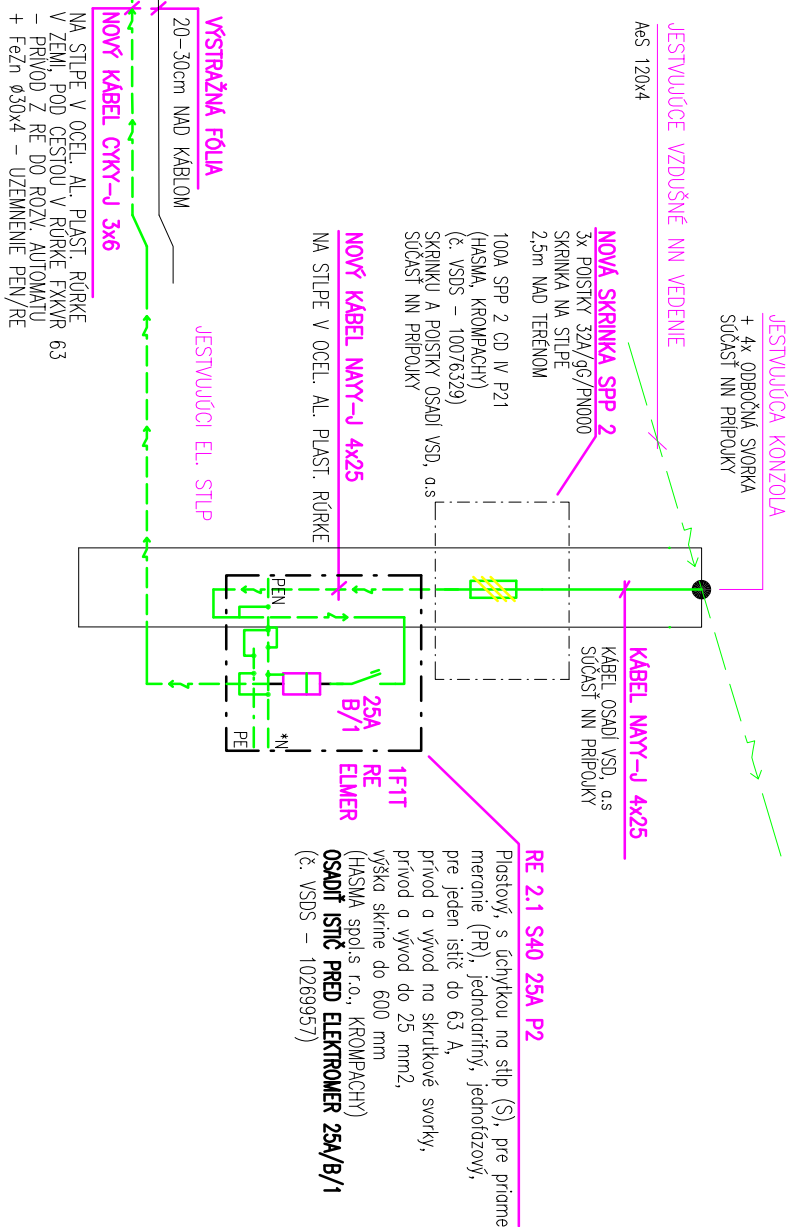 JESTVUJÚCA KONZOLA
+ 4x ODBOČNÁ SVORKA
SÚČASŤ NN PRÍPOJKY
JESTVUJÚCE VZDUŠNÉ NN VEDENIE
AeS 120x4
NOVÁ SKRINKA SPP 2
3x POISTKY 32A/gG/PN000
SKRINKA NA STĹPE
2,5m NAD TERÉNOM
100A SPP 2 CD IV P21
(HASMA, KROMPACHY)
(č. VSDS - 10076329)
SKRINKU A POISTKY OSADÍ VSD, a.s
SÚČASŤ NN PRÍPOJKY
NOVÝ KÁBEL NAYY-J 4x25
NA STĹPE V OCEL. AL. PLAST. RÚRKE
KÁBEL NAYY-J 4x25
KÁBEL OSADÍ VSD, a.s
SÚČASŤ NN PRÍPOJKY
VÝSTRAŽNÁ FÓLIA
20-30cm NAD KÁBLOM
NOVÝ KÁBEL CYKY-J 3x6
NA STĹPE V OCEL. AL. PLAST. RÚRKE
V ZEMI, POD CESTOU V RÚRKE FXKVR 63
- PRÍVOD Z RE DO ROZV. AUTOMATU
+ FeZn ø30x4 - UZEMNENIE PEN/RE
JESTVUJÚCI EL. STĹP
PEN
25A
B/1
*N
PE
1F1T
RE
ELMER
RE 2.1 S40 25A P2
Plastový, s úchytkou na stĺp (S), pre priame
meranie (PR), jednotarifný, jednofázový,
pre jeden istič do 63 A,
prívod a vývod na skrutkové svorky,
prívod a vývod do 25 mm2,
výška skrine do 600 mm
(HASMA spol.s r.o., KROMPACHY)
OSADIŤ ISTIČ PRED ELEKTROMER 25A/B/1
(č. VSDS - 10269957)